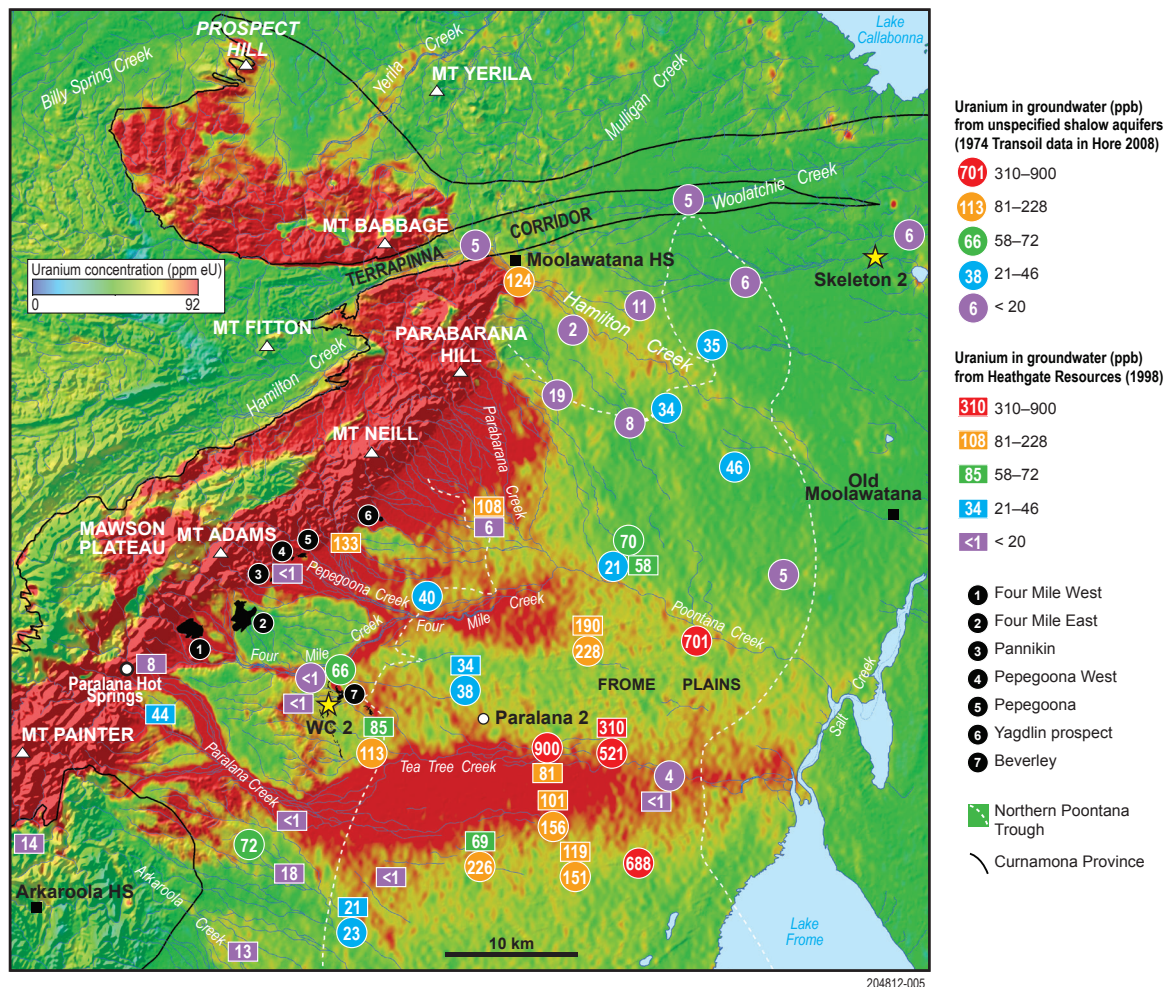 PROSPECT
HILL
Billy Spring Creek
Yerila Creek
MT YERILA
Mulligan Creek
Lake
Callabonna
MT BABBAGE
TERRAPINNA CORRIDOR
Woolatchie Creek
5
5
6
Moolawatana HS
Skeleton 2
Uranium concentration (ppm eU)
0 92
124
6
11
2
Hamilton Creek
35
MT FITTON
Hamilton Creek
PARABARANA
HILL
19
34
8
Parabarana Creek
MT NEILL
46
Old
Moolawatana
MAWSON
PLATEAU
MT ADAMS
6
5
4
3
133
<1
108
6
70
21
58
5
Pepegoona Creek
40
Four Mile Creek
Poontana Creek
2
1
190
228
701
Four Mile Creek
8
Paralana Hot
Springs
<1
66
34
38
FROME PLAINS
Salt Creek
<1
7
WC 2
44
MT PAINTER
85
113
Paralana 2
310
521
900
81
Tea Tree Creek
4
<1
Paralana Creek
101
156
<1
14
72
69
226
119
151
688
18
<1
Arkaroola HS
Arkaroola Creek
21
23
13
10 km
Lake
Frome
Uranium in groundwater (ppb)
from unspecified shalow aquifers
(1974 Transoil data in Hore 2008)
701 310–900
113 81–228
66 58–72
38 21–46
6 < 20
Uranium in groundwater (ppb)
from Heathgate Resources (1998)
310 310–900
108 81–228
85 58–72
34 21–46
<1 < 20
1 Four Mile West
2 Four Mile East
3 Pannikin
4 Pepegoona West
5 Pepegoona
6 Yagdlin prospect
7 Beverley
Northern Poontana
Trough
Curnamona Province
204812-005